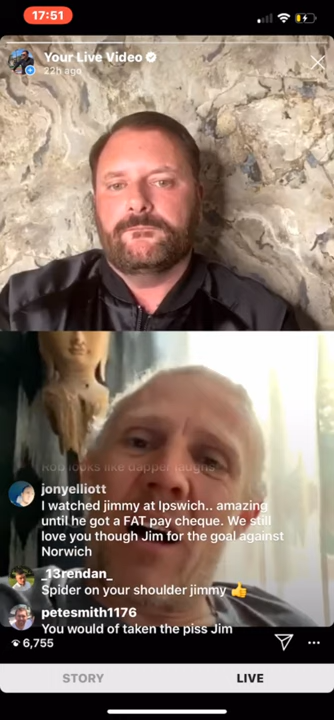 17:51
Your Live Video
22h ago
Rob looks like dapper laughs
jonyelliott
I watched jimmy at Ipswich.. amazing
until he got a FAT pay cheque. We still
love you though Jim for the goal against
Norwich
_13rendan_
Spider on your shoulder jimmy 👍
petesmith1176
You would of taken the piss Jim
6,755
STORY LIVE